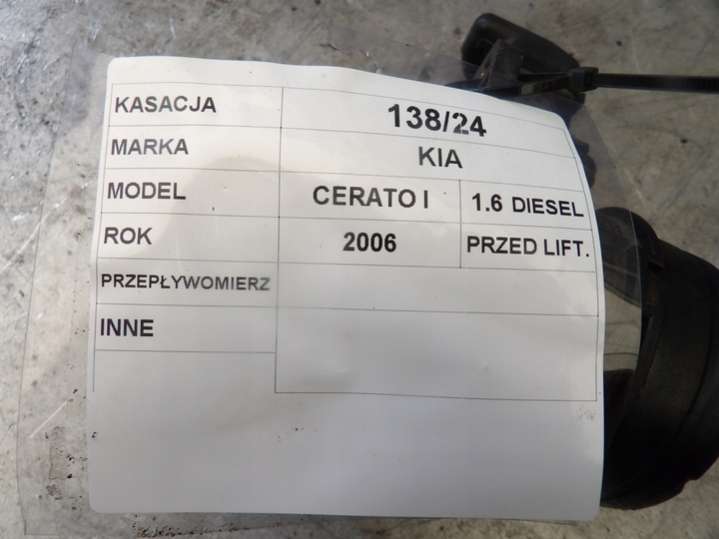 KASACJA 138/24
MARKA KIA
MODEL CERATO I 1.6 DIESEL
ROK 2006 PRZED LIFT.
PRZEPŁYWOMIERZ
INNE